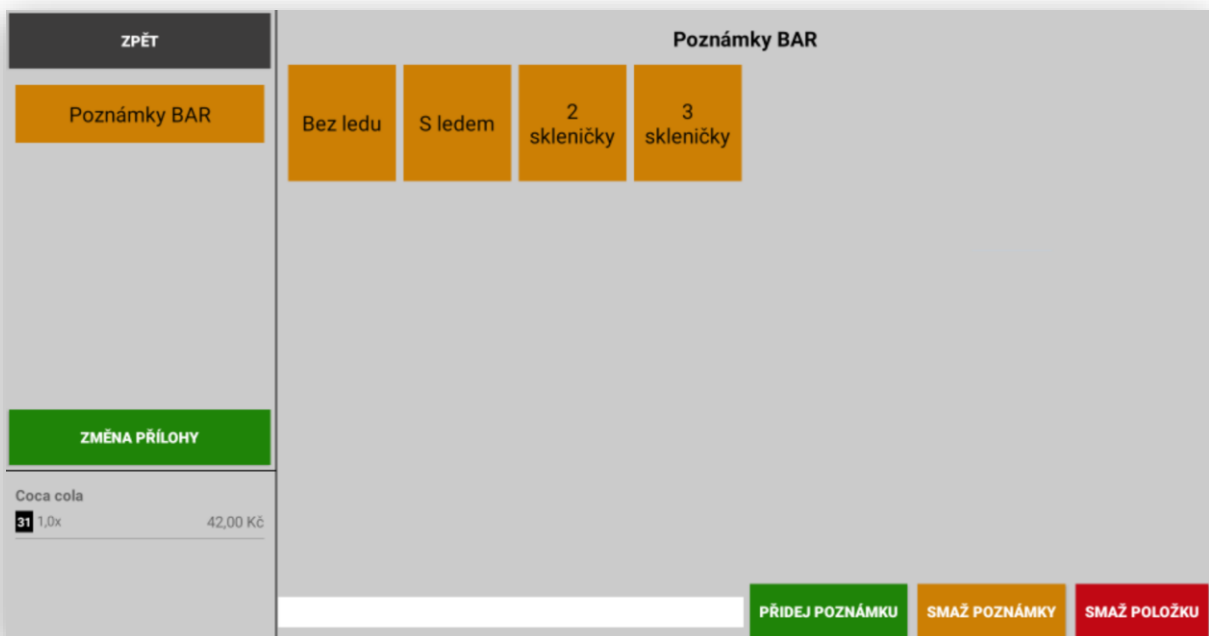 ZPĚT
Poznámky BAR
Poznámky BAR
Bez ledu
S ledem
2
skleničky
3
skleničky
ZMĚNA PŘÍLOHY
Coca cola
31 1,0x 42,00 Kč
PŘIDEJ POZNÁMKU
SMAŽ POZNÁMKY
SMAŽ POLOŽKU